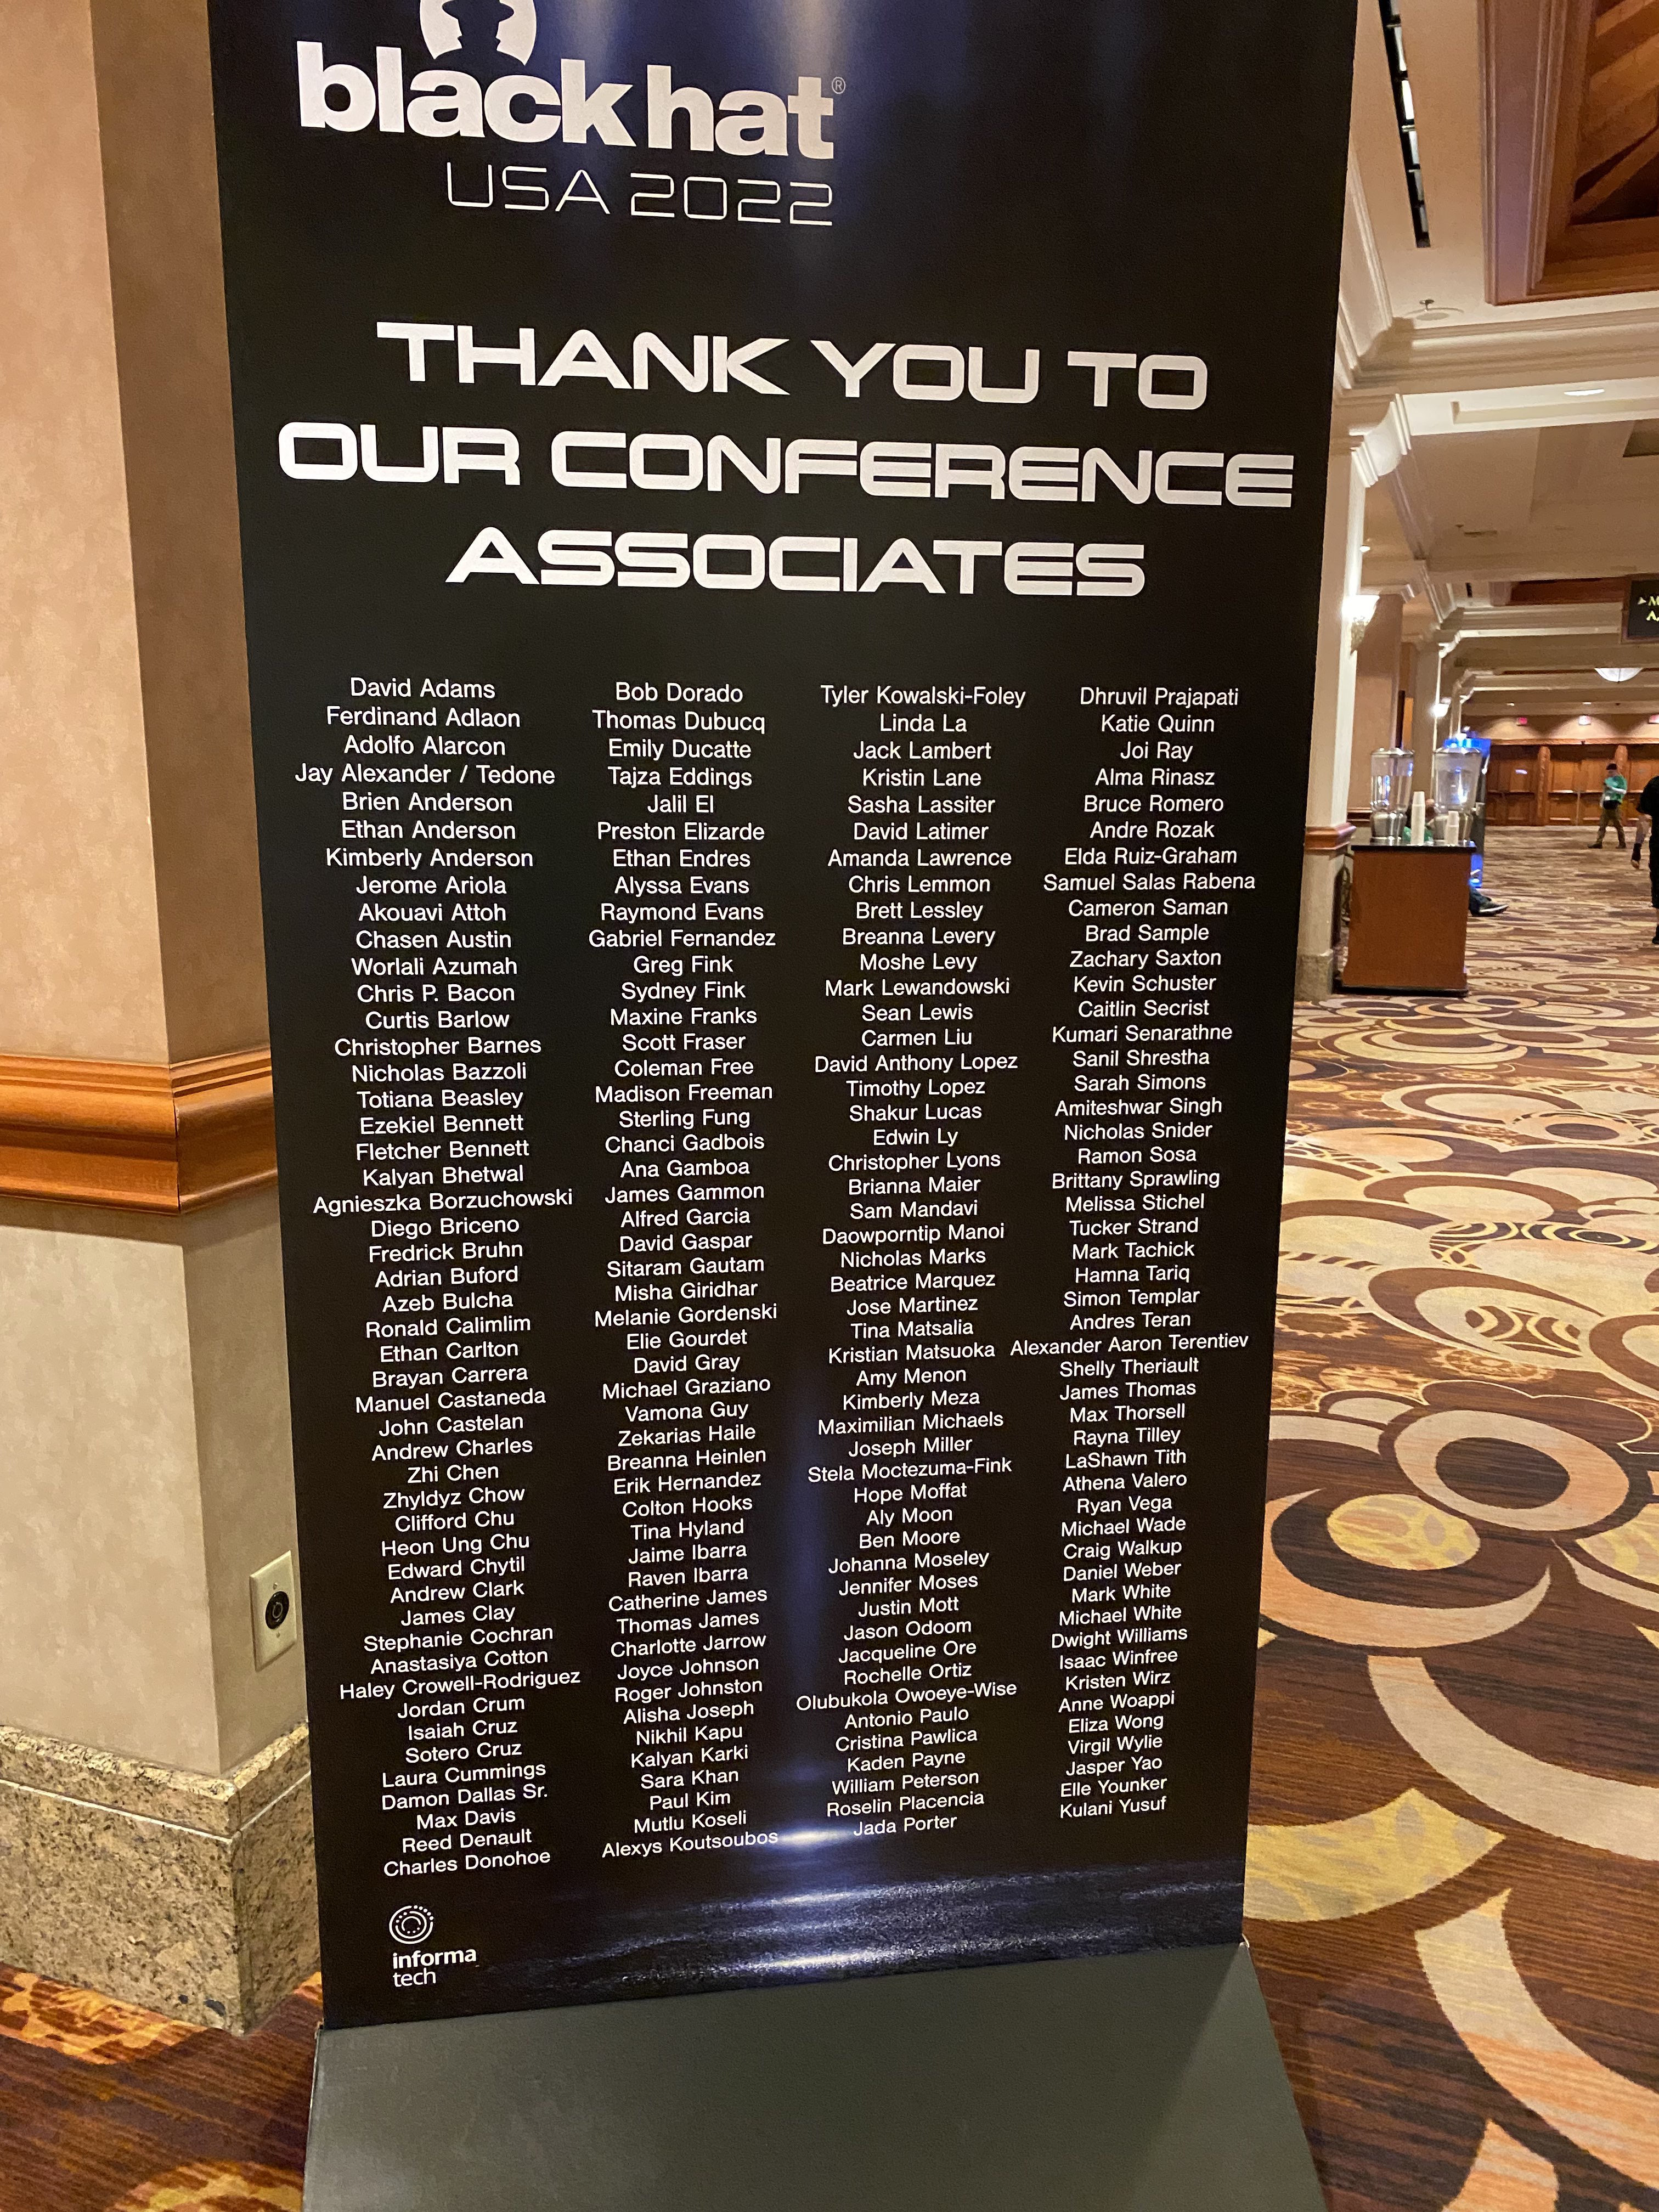 blackhat®
USA 2022
THANK YOU TO
OUR CONFERENCE
ASSOCIATES
David Adams
Ferdinand Adlaon
Adolfo Alarcon
Jay Alexander / Tedone
Brien Anderson
Ethan Anderson
Kimberly Anderson
Jerome Ariola
Akouavi Attoh
Chasen Austin
Worlali Azumah
Chris P. Bacon
Curtis Barlow
Christopher Barnes
Nicholas Bazzoli
Totiana Beasley
Ezekiel Bennett
Fletcher Bennett
Kalyan Bhetwal
Agnieszka Borzuchowski
Diego Briceno
Fredrick Bruhn
Adrian Buford
Azeb Bulcha
Ronald Calimlim
Ethan Carlton
Brayan Carrera
Manuel Castaneda
John Castelan
Andrew Charles
Zhi Chen
Zhyldyz Chow
Clifford Chu
Heon Ung Chu
Edward Chytil
Andrew Clark
James Clay
Stephanie Cochran
Anastasiya Cotton
Haley Crowell-Rodriguez
Jordan Crum
Isaiah Cruz
Sotero Cruz
Laura Cummings
Damon Dallas Sr.
Max Davis
Reed Denault
Charles Donohoe
Bob Dorado
Thomas Dubucq
Emily Ducatte
Tajza Eddings
Jalil El
Preston Elizarde
Ethan Endres
Alyssa Evans
Raymond Evans
Gabriel Fernandez
Greg Fink
Sydney Fink
Maxine Franks
Scott Fraser
Coleman Free
Madison Freeman
Sterling Fung
Chanci Gadbois
Ana Gamboa
James Gammon
Alfred Garcia
David Gaspar
Sitaram Gautam
Misha Giridhar
Melanie Gordenski
Elie Gourdet
David Gray
Michael Graziano
Vamona Guy
Zekarias Haile
Breanna Heinlen
Erik Hernandez
Colton Hooks
Tina Hyland
Jaime Ibarra
Raven Ibarra
Catherine James
Thomas James
Charlotte Jarrow
Joyce Johnson
Roger Johnston
Alisha Joseph
Nikhil Kapu
Kalyan Karki
Sara Khan
Paul Kim
Mutlu Koseli
Alexys Koutsoubos
Tyler Kowalski-Foley
Linda La
Jack Lambert
Kristin Lane
Sasha Lassiter
David Latimer
Amanda Lawrence
Chris Lemmon
Brett Lessley
Breanna Levery
Moshe Levy
Mark Lewandowski
Sean Lewis
Carmen Liu
David Anthony Lopez
Timothy Lopez
Shakur Lucas
Edwin Ly
Christopher Lyons
Brianna Maier
Sam Mandavi
Daowporntip Manoi
Nicholas Marks
Beatrice Marquez
Jose Martinez
Tina Matsalia
Kristian Matsuoka
Amy Menon
Kimberly Meza
Maximilian Michaels
Joseph Miller
Stela Moctezuma-Fink
Hope Moffat
Aly Moon
Ben Moore
Johanna Moseley
Jennifer Moses
Justin Mott
Jason Odoom
Jacqueline Ore
Rochelle Ortiz
Olubukola Owoeye-Wise
Antonio Paulo
Cristina Pawlica
Kaden Payne
William Peterson
Roselin Placencia
Jada Porter
Dhruvil Prajapati
Katie Quinn
Joi Ray
Alma Rinasz
Bruce Romero
Andre Rozak
Elda Ruiz-Graham
Samuel Salas Rabena
Cameron Saman
Brad Sample
Zachary Saxton
Kevin Schuster
Caitlin Secrist
Kumari Senarathne
Sanil Shrestha
Sarah Simons
Amiteshwar Singh
Nicholas Snider
Ramon Sosa
Brittany Sprawling
Melissa Stichel
Tucker Strand
Mark Tachick
Hamna Tariq
Simon Templar
Andres Teran
Alexander Aaron Terentiev
Shelly Theriault
James Thomas
Max Thorsell
Rayna Tilley
LaShawn Tith
Athena Valero
Ryan Vega
Michael Wade
Craig Walkup
Daniel Weber
Mark White
Michael White
Dwight Williams
Isaac Winfree
Kristen Wirz
Anne Woappi
Eliza Wong
Virgil Wylie
Jasper Yao
Elle Younker
Kulani Yusuf
informa
tech